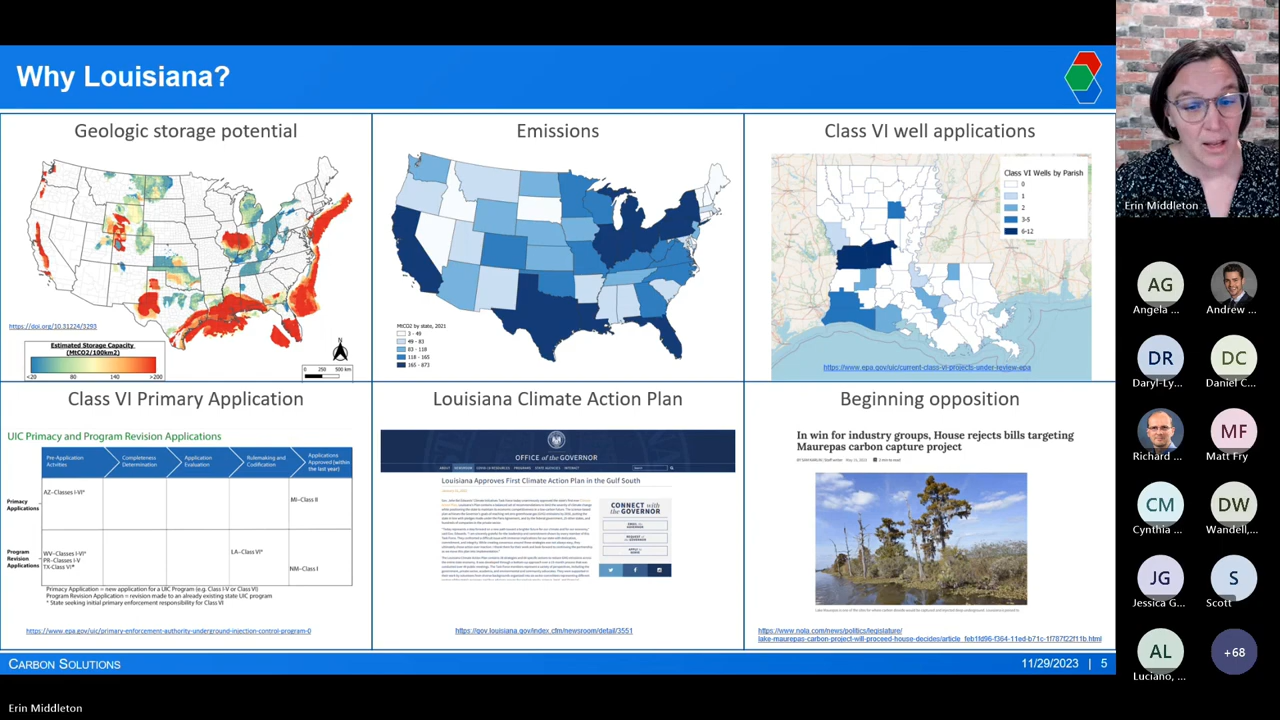 Why Louisiana?
Geologic storage potential
https://doi.org/10.31224/3293
Estimated Storage Capacity
(MtCO2/100km2)
<20 80 140 >200
N
0 250 500 km
Emissions
MtCO2 by state, 2021
3 - 49
49 - 83
83 - 118
118 - 165
165 - 873
Class VI well applications
Class VI Wells by Parish
0
1
2
3-5
6-12
https://www.epa.gov/uic/current-class-vi-projects-under-review-epa
Class VI Primary Application
UIC Primacy and Program Revision Applications
Pre-Application Activities
Completeness Determination
Application Evaluation
Rulemaking and Codification
Applications Approved (within the last year)
Primacy Applications
AZ–Classes I-VI*
MI–Class II
Program Revision Applications
WV–Classes I-VI*
PR–Classes I-V
TX–Class VI*
LA–Class VI*
NM–Class I
Primacy Application = new application for a UIC Program (e.g. Class I-V or Class VI)
Program Revision Application = revision made to an already existing state UIC program
* State seeking initial primary enforcement responsibility for Class VI
https://www.epa.gov/uic/primary-enforcement-authority-underground-injection-control-program-0
Louisiana Climate Action Plan
OFFICE of the GOVERNOR
Louisiana Approves First Climate Action Plan in the Gulf South
CONNECT with the GOVERNOR
https://gov.louisiana.gov/index.cfm/newsroom/detail/3551
Beginning opposition
In win for industry groups, House rejects bills targeting
Maurepas carbon capture project
https://www.nola.com/news/politics/legislature/
lake-maurepas-carbon-project-will-proceed-house-decides/article_feb1fd96-f364-11ed-b71c-1f787f22f11b.html
CARBON SOLUTIONS
11/29/2023 | 5
Erin Middleton
AG
Angela ...
Andrew ...
DR
Daryl-Ly...
DC
Daniel C...
Richard ...
MF
Matt Fry
CM
Cynthia ...
DW
Wandell,...
JG
Jessica G...
S
Scott
AL
Luciano, ...
+68
Erin Middleton